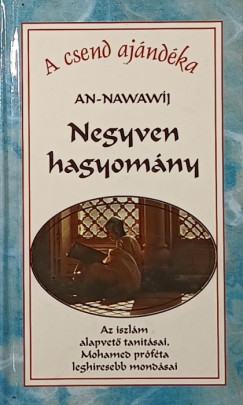 A csend ajándéka
AN-NAWAWÍJ
Negyven
hagyomány
Az iszlám
alapvető tanításai,
Mohamed próféta
leghíresebb mondásai